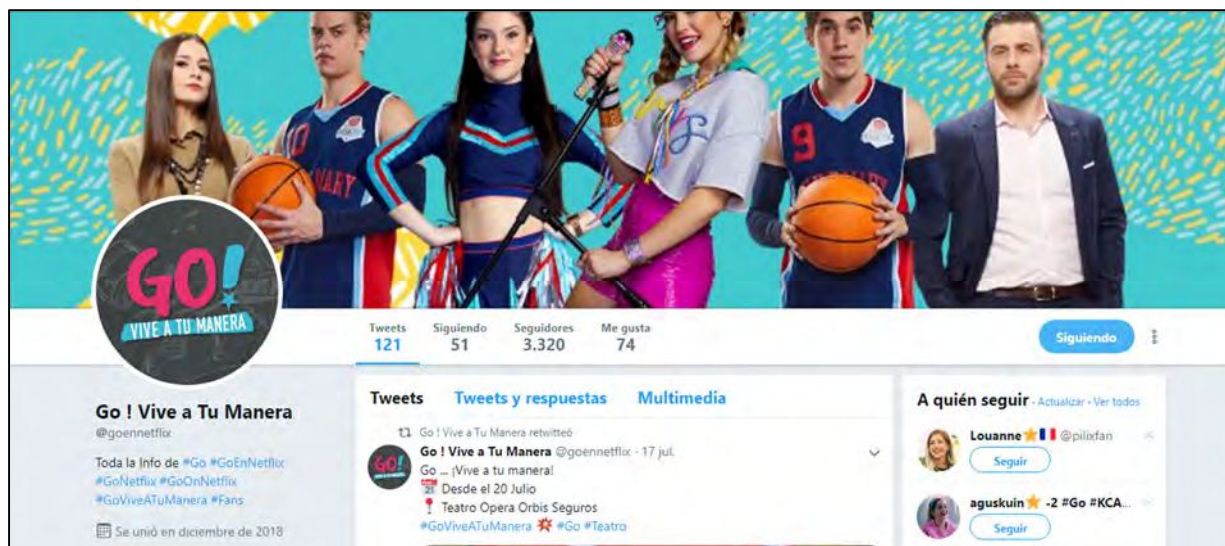 10
9
GO!
VIVE A TU MANERA
Tweets
121
Siguiendo
51
Seguidores
3.320
Me gusta
74
Siguiendo
Go ! Vive a Tu Manera
@goennetflix
Toda la Info de #Go #GoEnNetflix
#GoNetflix #GoOnNetflix
#GoViveATuManera #Fans
Se unió en diciembre de 2018
Tweets Tweets y respuestas Multimedia
Go ! Vive a Tu Manera retwitteó
Go ! Vive a Tu Manera @goennetflix · 17 jul.
Go ... ¡Vive a tu manera!
Desde el 20 Julio
Teatro Opera Orbis Seguros
#GoViveATuManera #Go #Teatro
A quién seguir · Actualizar · Ver todos
Louanne @pilixfan
Seguir
aguskuin -2 #Go #KCA...
Seguir